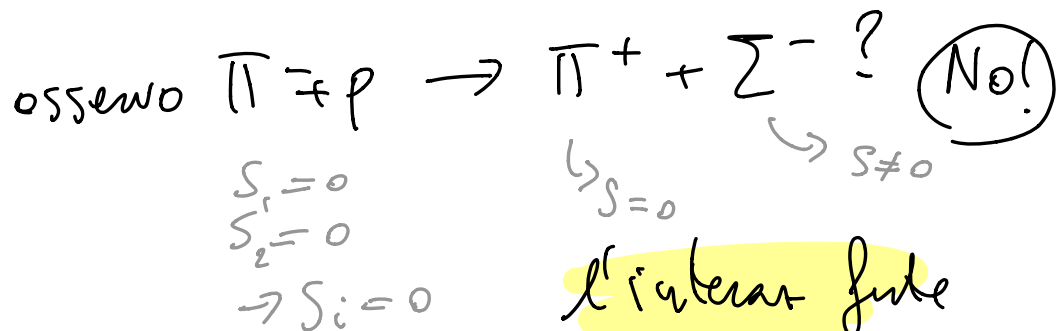 osservo π⁻ + p → π⁺ + Σ⁻ ? No!
S₁ = 0 ↳ S = 0 ↳ S ≠ 0
S₂ = 0
→ Sᵢ = 0 l'interaz forte